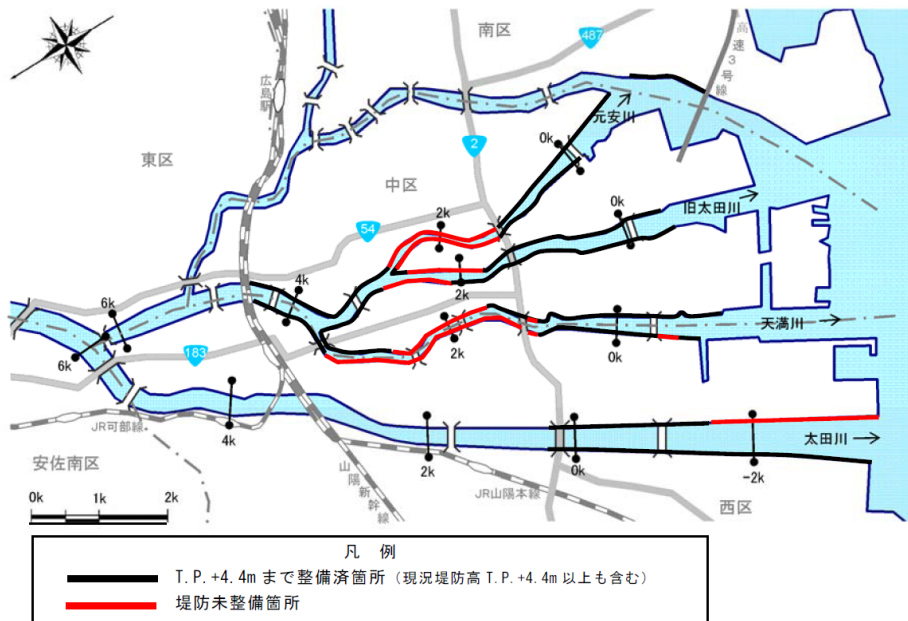 南区
487
高速3号線
広島駅
元安川
0k
2
東区
中区
2k
0k
旧太田川
54
4k
2k
6k
天満川
6k
183
2k
0k
JR可部線
4k
太田川
安佐南区
2k
0k
-2k
山陽新幹線
JR山陽本線
西区
0k 1k 2k
凡 例
T.P.+4.4mまで整備済箇所（現況堤防高T.P.+4.4m以上も含む）
堤防未整備箇所